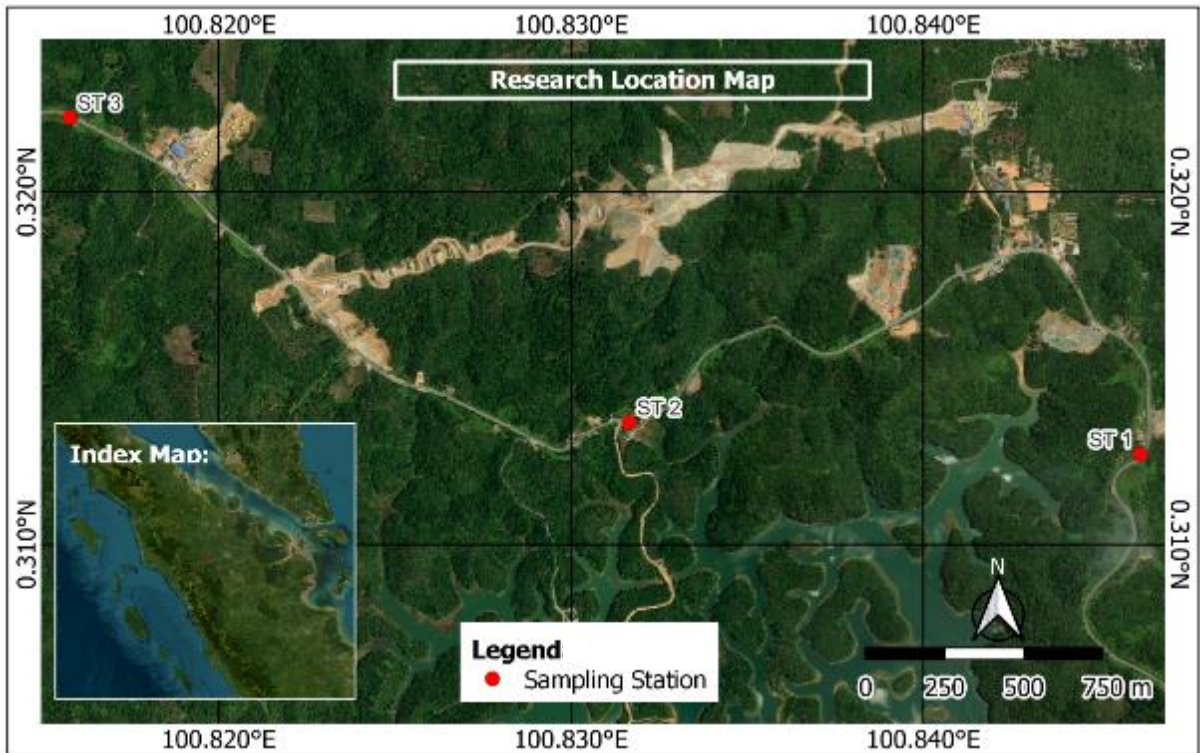 100.820°E 100.830°E 100.840°E
Research Location Map
ST 3
0.320°N 0.320°N
ST 2
ST 1
Index Map:
0.310°N 0.310°N
N
Legend
Sampling Station
0 250 500 750 m
100.820°E 100.830°E 100.840°E